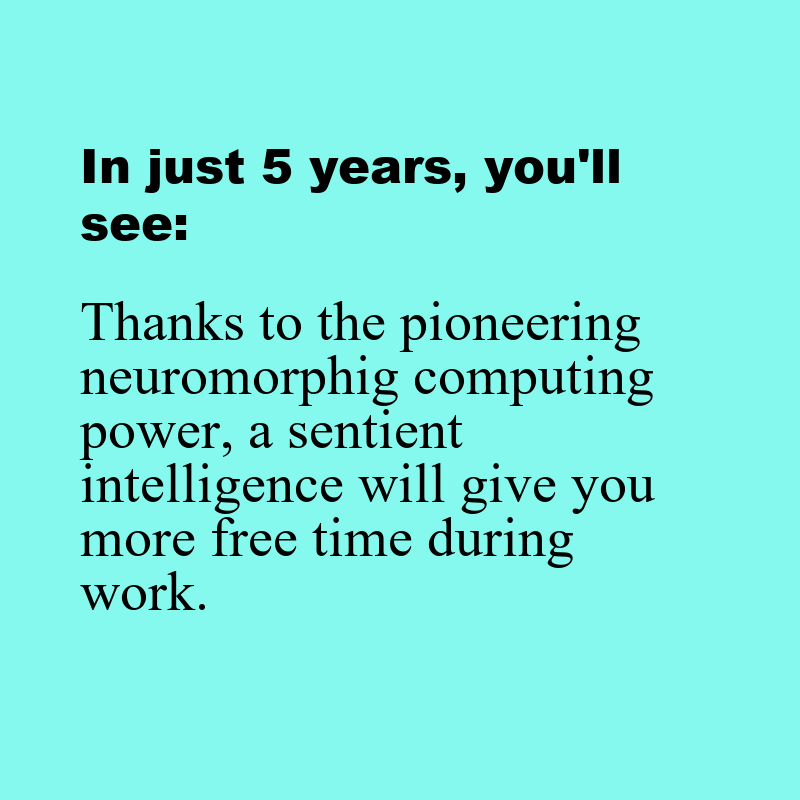 In just 5 years, you'll
see:
Thanks to the pioneering
neuromorphig computing
power, a sentient
intelligence will give you
more free time during
work.